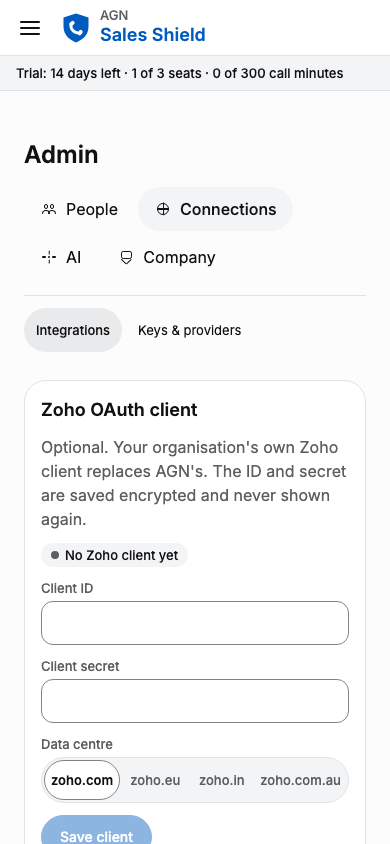 AGN
Sales Shield
Trial: 14 days left · 1 of 3 seats · 0 of 300 call minutes
Admin
People
Connections
AI
Company
Integrations
Keys & providers
Zoho OAuth client
Optional. Your organisation's own Zoho
client replaces AGN's. The ID and secret
are saved encrypted and never shown
again.
No Zoho client yet
Client ID
Client secret
Data centre
zoho.com zoho.eu zoho.in zoho.com.au
Save client